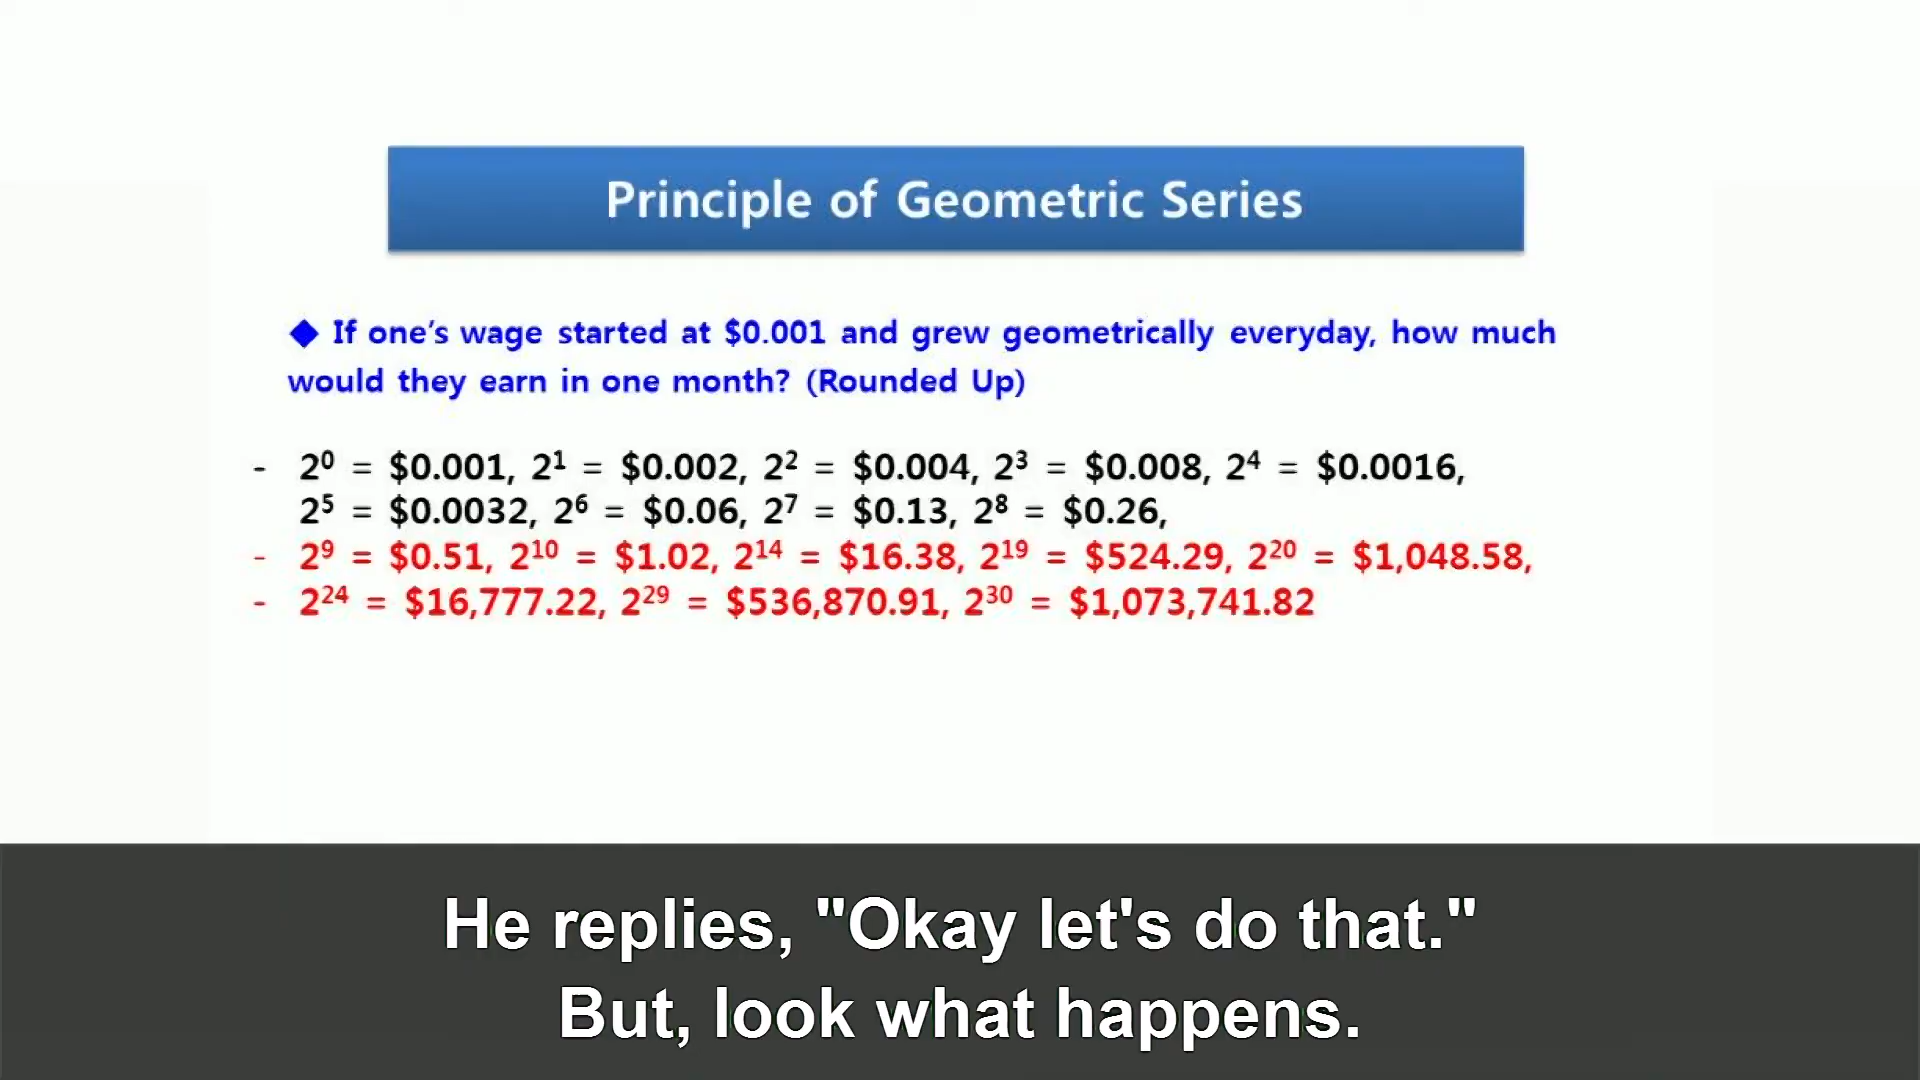 Principle of Geometric Series
◆ If one's wage started at $0.001 and grew geometrically everyday, how much
would they earn in one month? (Rounded Up)
- 2⁰ = $0.001, 2¹ = $0.002, 2² = $0.004, 2³ = $0.008, 2⁴ = $0.0016,
2⁵ = $0.0032, 2⁶ = $0.06, 2⁷ = $0.13, 2⁸ = $0.26,
- 2⁹ = $0.51, 2¹⁰ = $1.02, 2¹⁴ = $16.38, 2¹⁹ = $524.29, 2²⁰ = $1,048.58,
- 2²⁴ = $16,777.22, 2²⁹ = $536,870.91, 2³⁰ = $1,073,741.82
He replies, "Okay let's do that."
But, look what happens.